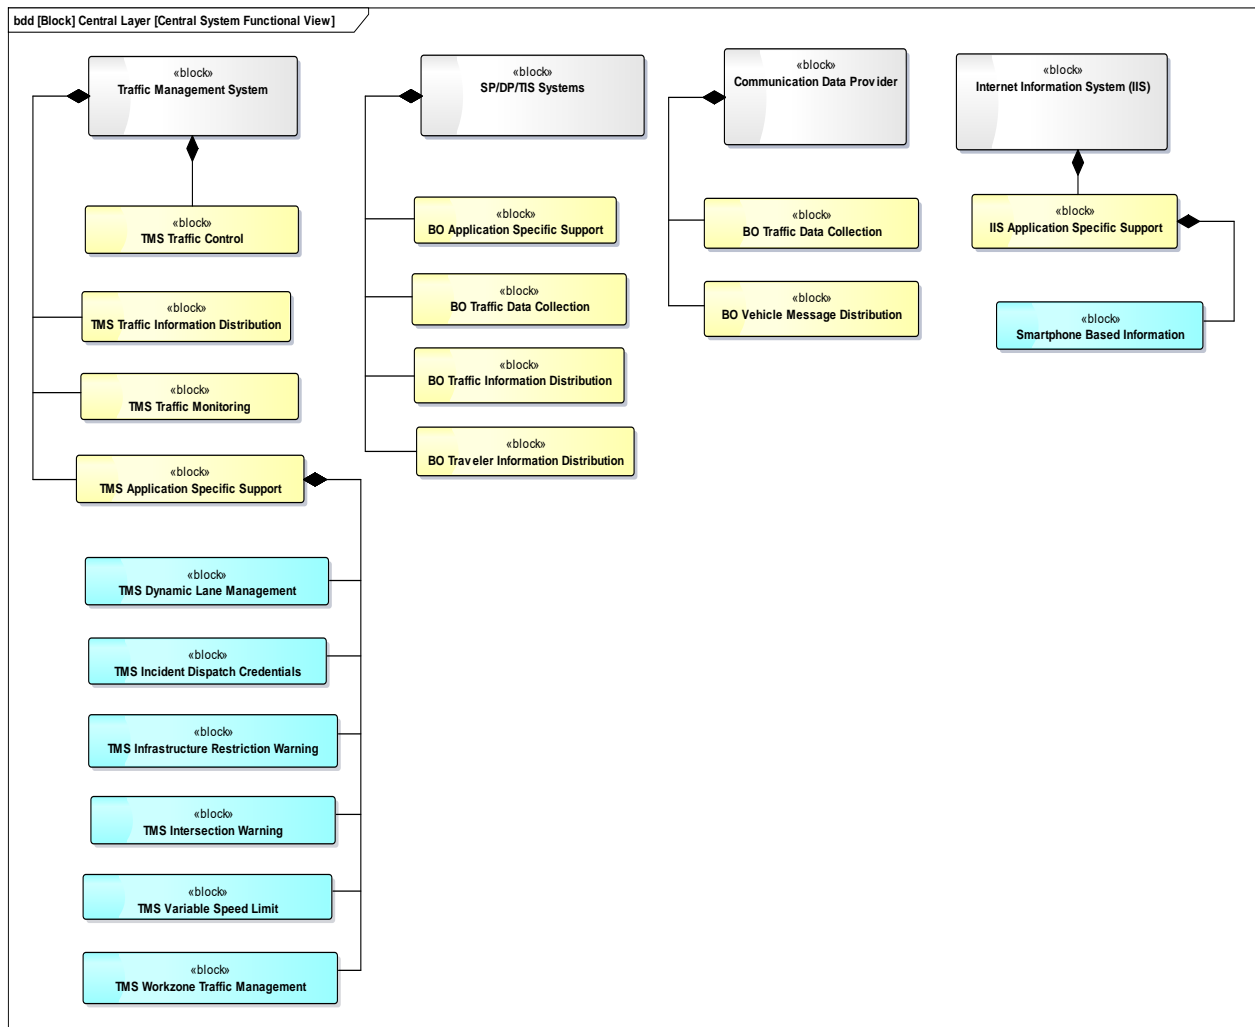 bdd [Block] Central Layer [Central System Functional View]
«block»
Traffic Management System
«block»
TMS Traffic Control
«block»
TMS Traffic Information Distribution
«block»
TMS Traffic Monitoring
«block»
TMS Application Specific Support
«block»
TMS Dynamic Lane Management
«block»
TMS Incident Dispatch Credentials
«block»
TMS Infrastructure Restriction Warning
«block»
TMS Intersection Warning
«block»
TMS Variable Speed Limit
«block»
TMS Workzone Traffic Management
«block»
SP/DP/TIS Systems
«block»
BO Application Specific Support
«block»
BO Traffic Data Collection
«block»
BO Traffic Information Distribution
«block»
BO Traveler Information Distribution
«block»
Communication Data Provider
«block»
BO Traffic Data Collection
«block»
BO Vehicle Message Distribution
«block»
Internet Information System (IIS)
«block»
IIS Application Specific Support
«block»
Smartphone Based Information